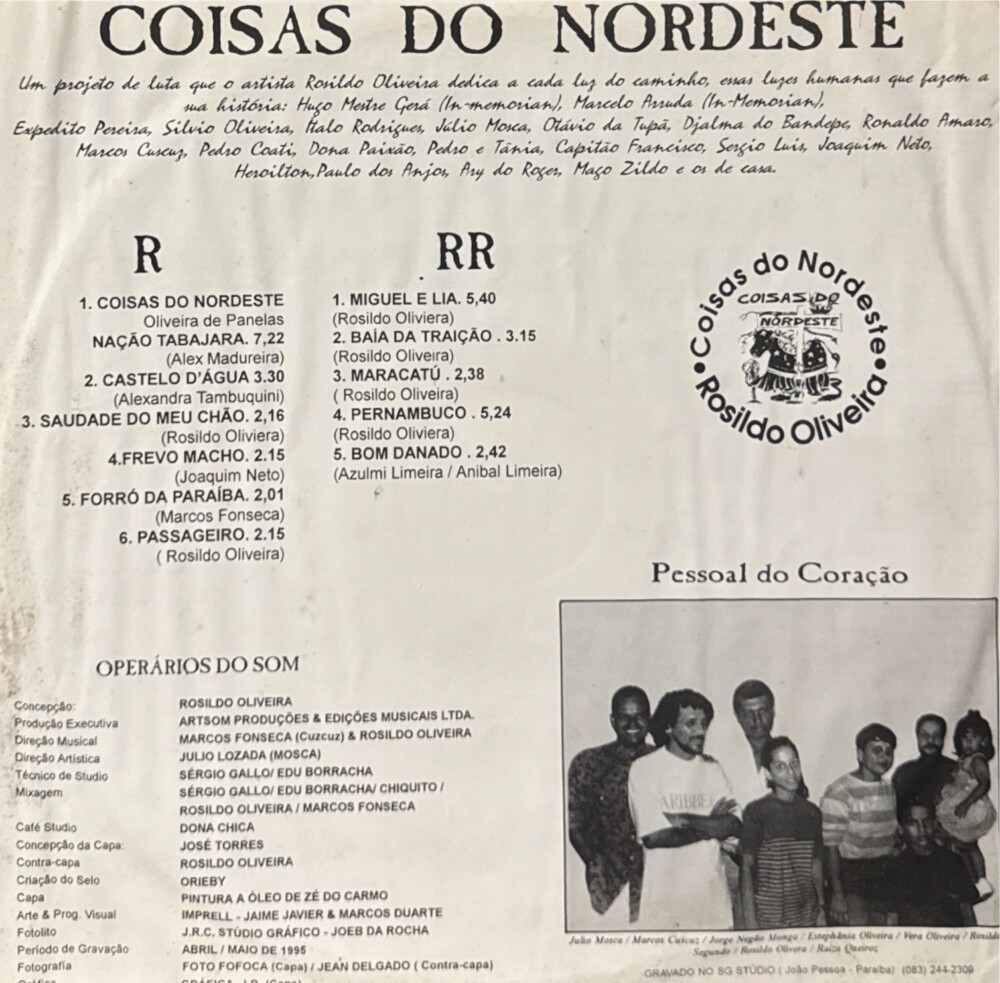 COISAS DO NORDESTE
Um projeto de luta que o artista Rosildo Oliveira dedica a cada luz do caminho, essas luzes humanas que fazem a
sua história: Hugo Mestre Gerá (In-memorian), Marcelo Arruda (In-Memorian),
Expedito Pereira, Silvio Oliveira, Ítalo Rodrigues, Júlio Mosca, Otávio da Tupã, Djalma do Bandepe, Ronaldo Amaro,
Marcos Cuscuz, Pedro Coati, Dona Paixão, Pedro e Tânia, Capitão Francisco, Sergio Luis, Joaquim Neto,
Heroilton, Paulo dos Anjos, Ary do Roger, Mago Zildo e os de casa.
R
1. COISAS DO NORDESTE
Oliveira de Panelas
NAÇÃO TABAJARA. 7,22
(Alex Madureira)
2. CASTELO D'ÁGUA 3.30
(Alexandra Tambuquini)
3. SAUDADE DO MEU CHÃO. 2,16
(Rosildo Oliviera)
4.FREVO MACHO. 2.15
(Joaquim Neto)
5. FORRÓ DA PARAÍBA. 2,01
(Marcos Fonseca)
6. PASSAGEIRO. 2.15
( Rosildo Oliveira)
RR
1. MIGUEL E LIA. 5,40
(Rosildo Oliviera)
2. BAÍA DA TRAIÇÃO . 3.15
(Rosildo Oliveira)
3. MARACATÚ . 2,38
( Rosildo Oliveira)
4. PERNAMBUCO . 5,24
(Rosildo Oliviera)
5. BOM DANADO . 2,42
(Azulmi Limeira / Anibal Limeira)
Coisas do Nordeste
COISAS DO
NORDESTE
• Rosildo Oliveira •
Pessoal do Coração
OPERÁRIOS DO SOM
Concepção: ROSILDO OLIVEIRA
Produção Executiva ARTSOM PRODUÇÕES & EDIÇÕES MUSICAIS LTDA.
Direção Musical MARCOS FONSECA (Cuzcuz) & ROSILDO OLIVEIRA
Direção Artística JULIO LOZADA (MOSCA)
Técnico de Studio SÉRGIO GALLO/ EDU BORRACHA
Mixagem SÉRGIO GALLO/ EDU BORRACHA/ CHIQUITO /
ROSILDO OLIVEIRA / MARCOS FONSECA
Café Studio DONA CHICA
Concepção da Capa: JOSÉ TORRES
Contra-capa ROSILDO OLIVEIRA
Criação do Selo ORIEBY
Capa PINTURA A ÓLEO DE ZÉ DO CARMO
Arte & Prog. Visual IMPRELL - JAIME JAVIER & MARCOS DUARTE
Fotolito J.R.C. STÚDIO GRÁFICO - JOEB DA ROCHA
Período de Gravação ABRIL / MAIO DE 1995
Fotografia FOTO FOFOCA (Capa) / JEAN DELGADO ( Contra-capa)
Julio Mosca / Marcos Cuscuz / Jorge Negão Monga / Estephânia Oliveira / Vera Oliveira / Rosildo
Segundo / Rosildo Olivera / Raiza Queiroz
GRAVADO NO SG STÚDIO ( João Pessoa - Paraíba) (083) 244-2309